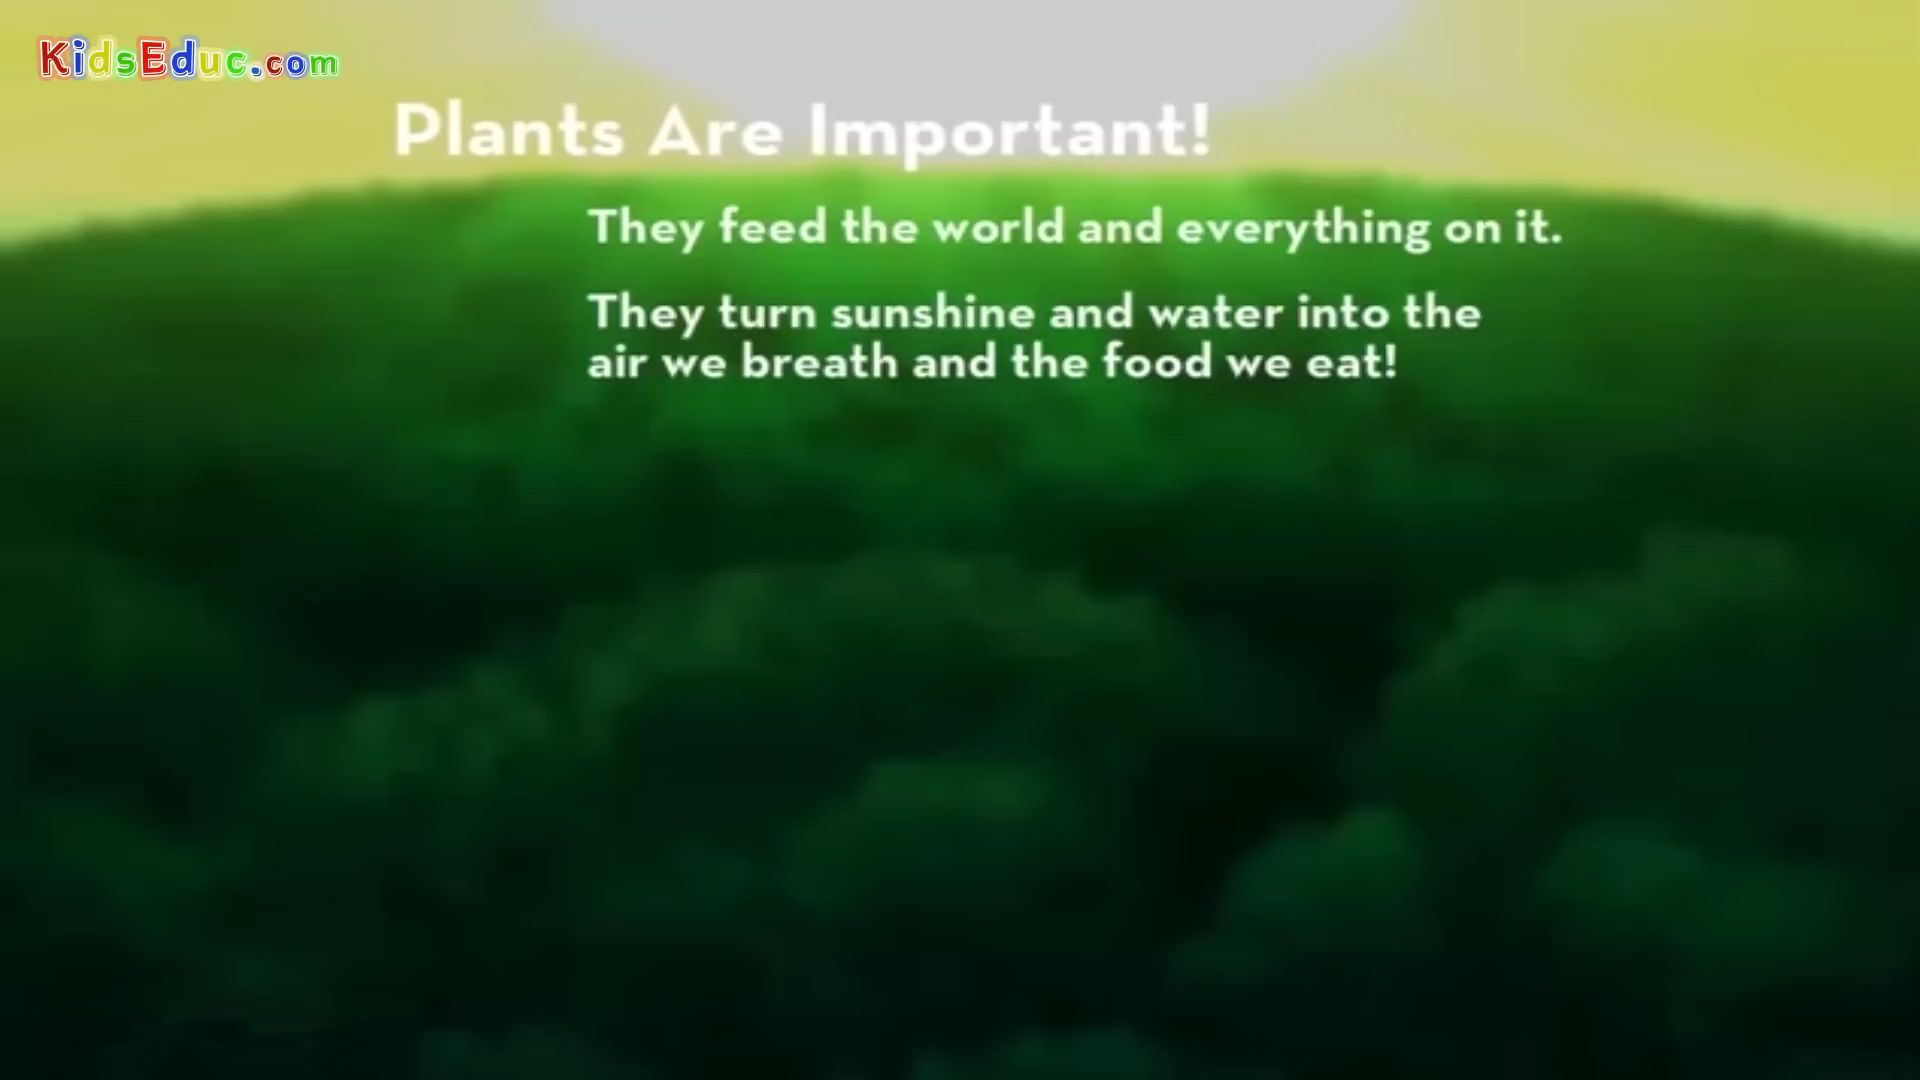 KidsEduc.com
Plants Are Important!
They feed the world and everything on it.
They turn sunshine and water into the
air we breath and the food we eat!